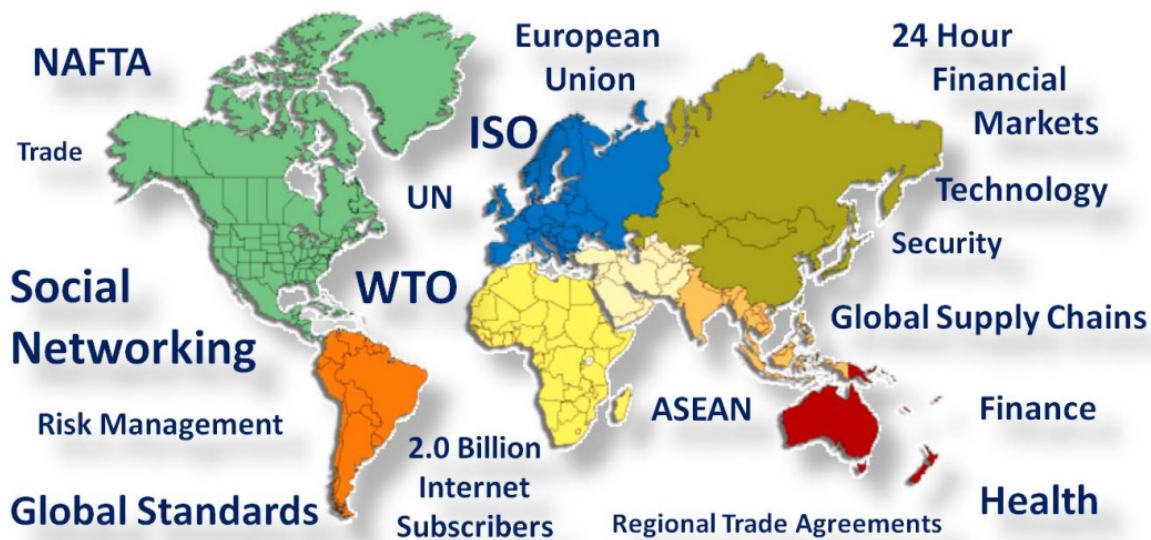 NAFTA
European
Union
24 Hour
Financial
Markets
ISO
Trade
UN
Technology
Security
Social
Networking
WTO
Global Supply Chains
Risk Management
ASEAN
Finance
2.0 Billion
Internet
Subscribers
Global Standards
Regional Trade Agreements
Health